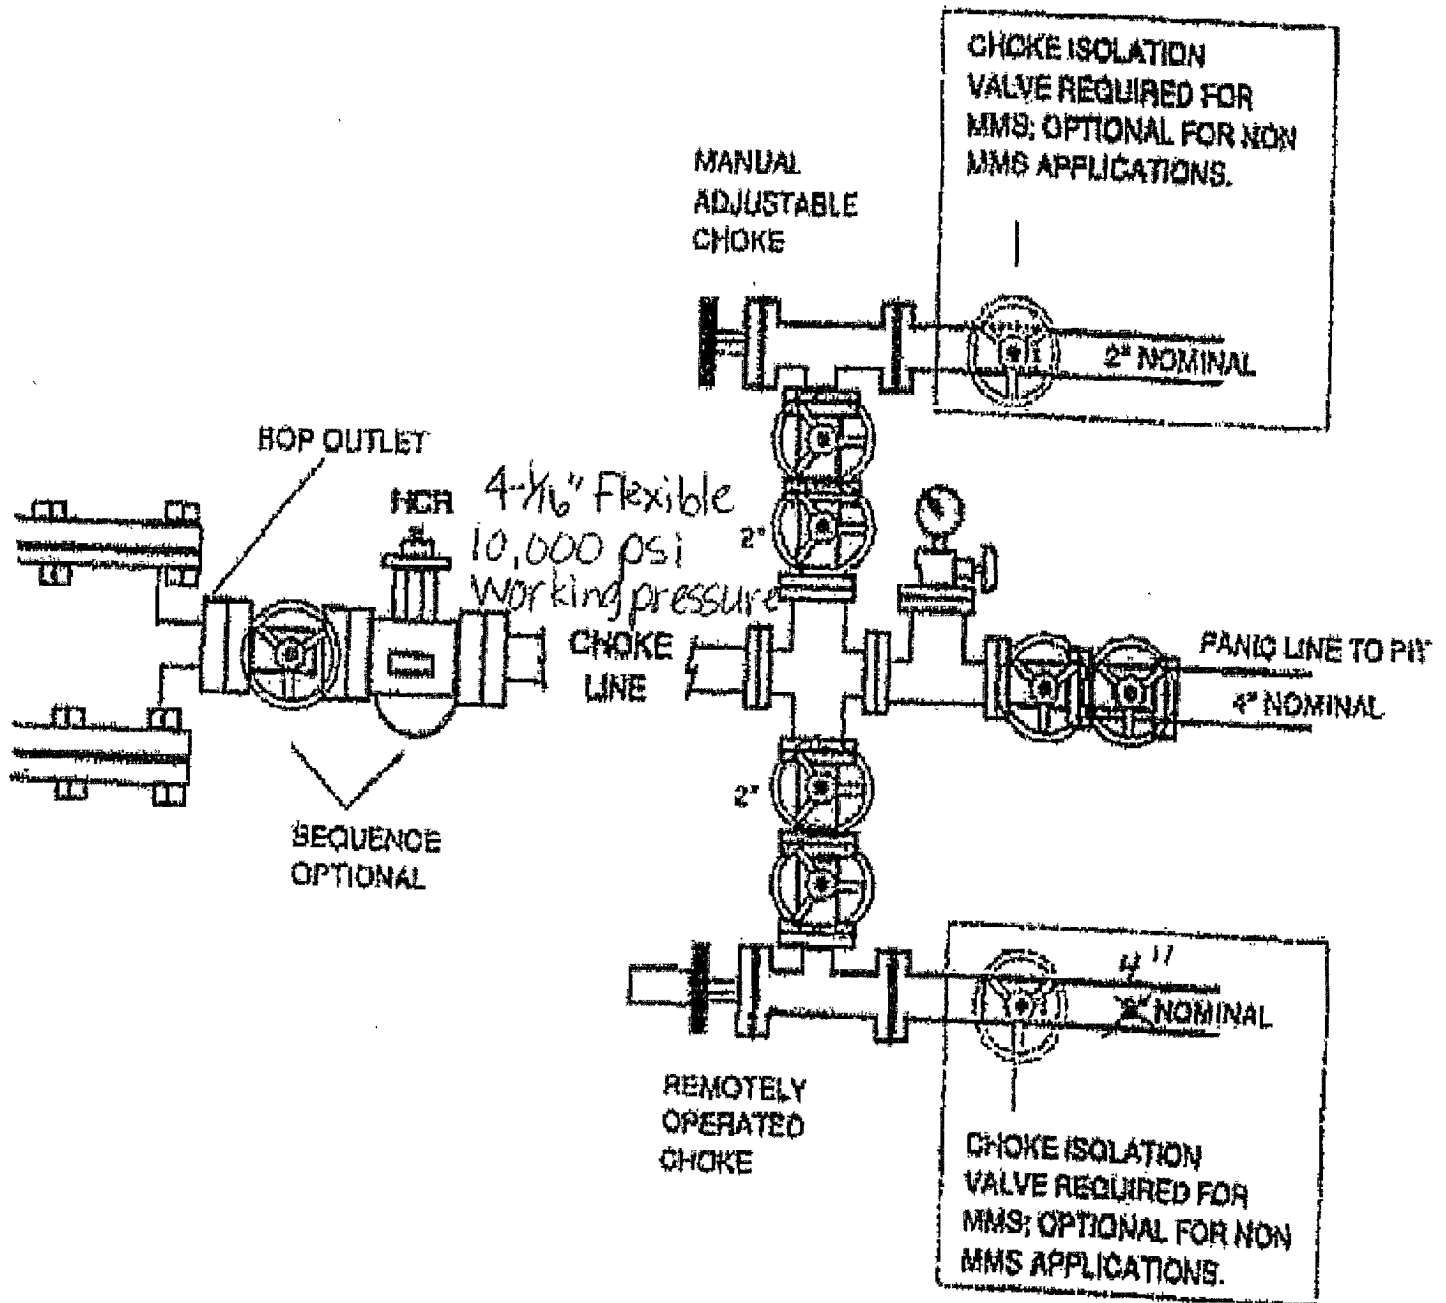 CHOKE ISOLATION
VALVE REQUIRED FOR
MMS; OPTIONAL FOR NON
MMS APPLICATIONS.
MANUAL
ADJUSTABLE
CHOKE
2" NOMINAL
BOP OUTLET
HCR
4-1/16" Flexible
10,000 psi
Working pressure
2"
CHOKE
LINE
PANIC LINE TO PIT
4" NOMINAL
2"
SEQUENCE
OPTIONAL
4"
NOMINAL
REMOTELY
OPERATED
CHOKE
CHOKE ISOLATION
VALVE REQUIRED FOR
MMS; OPTIONAL FOR NON
MMS APPLICATIONS.